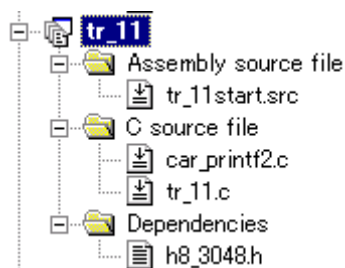 tr_11
Assembly source file
tr_11start.src
C source file
car_printf2.c
tr_11.c
Dependencies
h8_3048.h